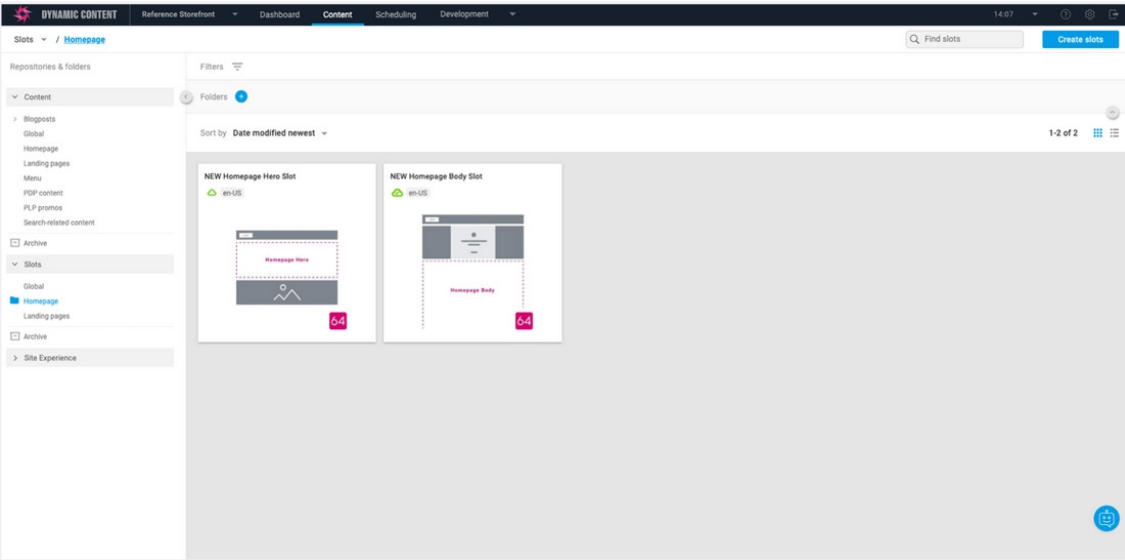 DYNAMIC CONTENT Reference Storefront Dashboard Content Scheduling Development 14:07
Slots / Homepage Find slots Create slots
Repositories & folders
Filters
Content
Folders
Blogposts
Global
Homepage
Landing pages
Menu
PDP content
PLP promos
Search-related content
Archive
Slots
Global
Homepage
Landing pages
Archive
Site Experience
Sort by Date modified newest 1-2 of 2
NEW Homepage Hero Slot
en-US
Homepage Hero
64
NEW Homepage Body Slot
en-US
Homepage Body
64